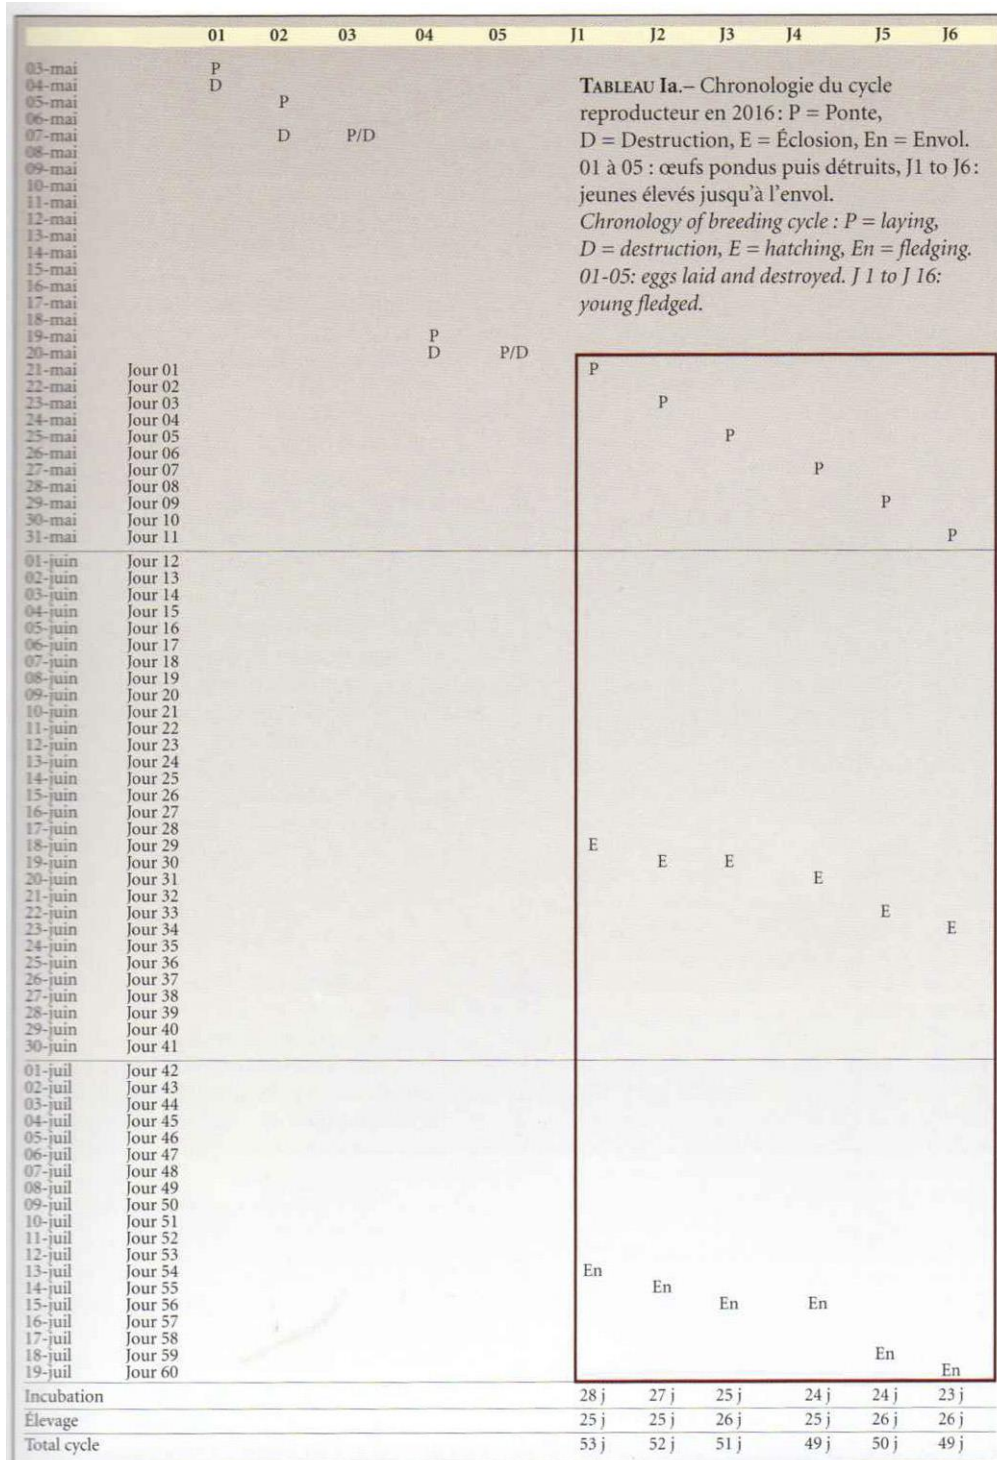 01 02 03 04 05 J1 J2 J3 J4 J5 J6
03-mai P
04-mai D
05-mai P
06-mai
07-mai D P/D
08-mai
09-mai
10-mai
11-mai
12-mai
13-mai
14-mai
15-mai
16-mai
17-mai
18-mai
19-mai P
20-mai D P/D
TABLEAU Ia.– Chronologie du cycle
reproducteur en 2016 : P = Ponte,
D = Destruction, E = Éclosion, En = Envol.
01 à 05 : œufs pondus puis détruits, J1 to J6 :
jeunes élevés jusqu'à l'envol.
Chronology of breeding cycle : P = laying,
D = destruction, E = hatching, En = fledging.
01-05: eggs laid and destroyed. J 1 to J 16:
young fledged.
21-mai Jour 01 P
22-mai Jour 02
23-mai Jour 03 P
24-mai Jour 04
25-mai Jour 05 P
26-mai Jour 06
27-mai Jour 07 P
28-mai Jour 08
29-mai Jour 09 P
30-mai Jour 10
31-mai Jour 11 P
01-juin Jour 12
02-juin Jour 13
03-juin Jour 14
04-juin Jour 15
05-juin Jour 16
06-juin Jour 17
07-juin Jour 18
08-juin Jour 19
09-juin Jour 20
10-juin Jour 21
11-juin Jour 22
12-juin Jour 23
13-juin Jour 24
14-juin Jour 25
15-juin Jour 26
16-juin Jour 27
17-juin Jour 28
18-juin Jour 29 E
19-juin Jour 30 E E
20-juin Jour 31 E
21-juin Jour 32
22-juin Jour 33 E
23-juin Jour 34 E
24-juin Jour 35
25-juin Jour 36
26-juin Jour 37
27-juin Jour 38
28-juin Jour 39
29-juin Jour 40
30-juin Jour 41
01-juil Jour 42
02-juil Jour 43
03-juil Jour 44
04-juil Jour 45
05-juil Jour 46
06-juil Jour 47
07-juil Jour 48
08-juil Jour 49
09-juil Jour 50
10-juil Jour 51
11-juil Jour 52
12-juil Jour 53
13-juil Jour 54 En
14-juil Jour 55 En
15-juil Jour 56 En En
16-juil Jour 57
17-juil Jour 58
18-juil Jour 59 En
19-juil Jour 60 En
Incubation 28 j 27 j 25 j 24 j 24 j 23 j
Élevage 25 j 25 j 26 j 25 j 26 j 26 j
Total cycle 53 j 52 j 51 j 49 j 50 j 49 j